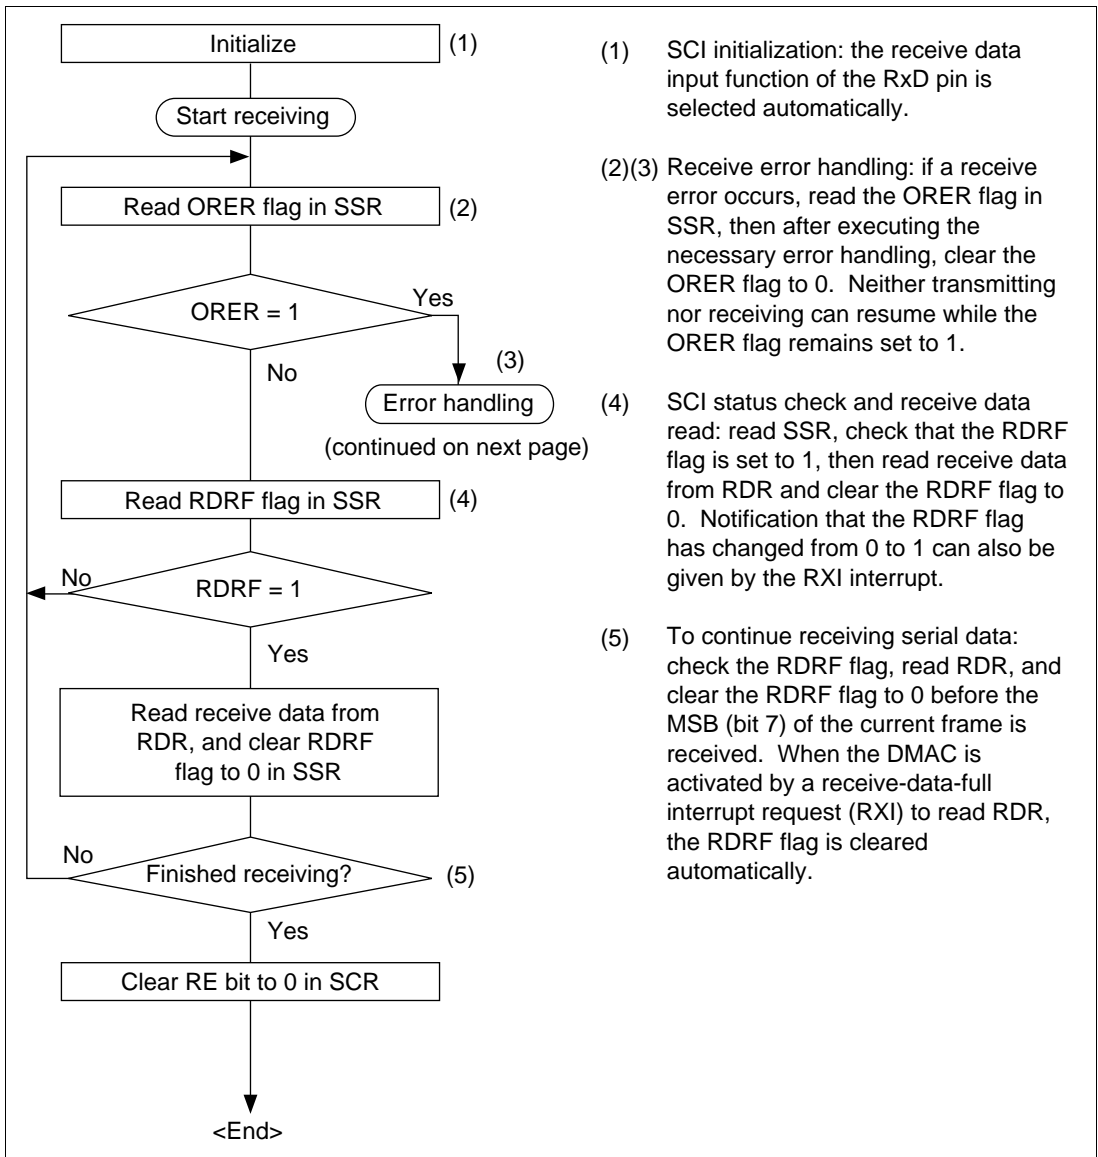 Initialize
(1)
Start receiving
Read ORER flag in SSR
(2)
ORER = 1
Yes
No
(3)
Error handling
(continued on next page)
Read RDRF flag in SSR
(4)
No
RDRF = 1
Yes
Read receive data from
RDR, and clear RDRF
flag to 0 in SSR
No
Finished receiving?
(5)
Yes
Clear RE bit to 0 in SCR
<End>
(1) SCI initialization: the receive data
input function of the RxD pin is
selected automatically.
(2)(3) Receive error handling: if a receive
error occurs, read the ORER flag in
SSR, then after executing the
necessary error handling, clear the
ORER flag to 0. Neither transmitting
nor receiving can resume while the
ORER flag remains set to 1.
(4) SCI status check and receive data
read: read SSR, check that the RDRF
flag is set to 1, then read receive data
from RDR and clear the RDRF flag to
0. Notification that the RDRF flag
has changed from 0 to 1 can also be
given by the RXI interrupt.
(5) To continue receiving serial data:
check the RDRF flag, read RDR, and
clear the RDRF flag to 0 before the
MSB (bit 7) of the current frame is
received. When the DMAC is
activated by a receive-data-full
interrupt request (RXI) to read RDR,
the RDRF flag is cleared
automatically.